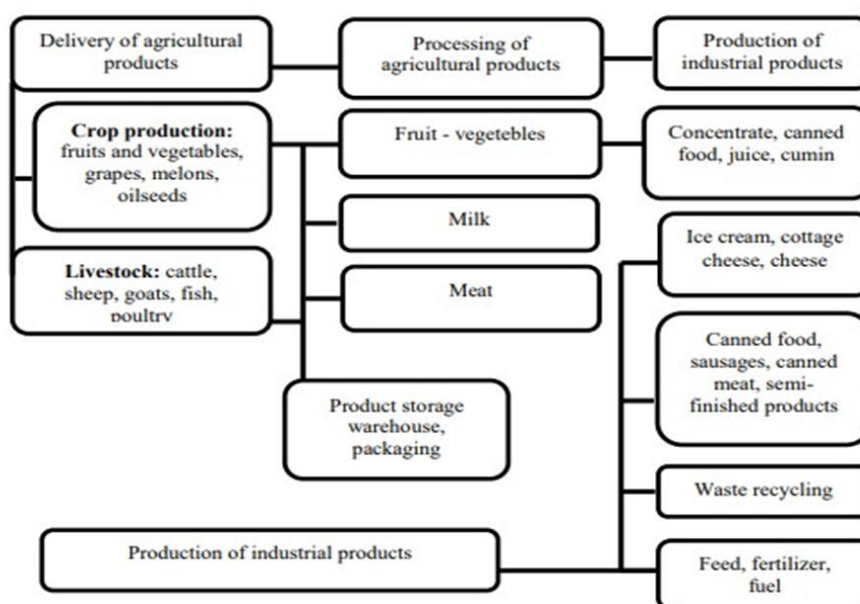 Delivery of agricultural
products
Processing of
agricultural products
Production of
industrial products
Crop production:
fruits and vegetables,
grapes, melons,
oilseeds
Fruit - vegetebles
Concentrate, canned
food, juice, cumin
Milk
Ice cream, cottage
cheese, cheese
Livestock: cattle,
sheep, goats, fish,
poultry
Meat
Canned food,
sausages, canned
meat, semi-
finished products
Product storage
warehouse,
packaging
Waste recycling
Production of industrial products
Feed, fertilizer,
fuel